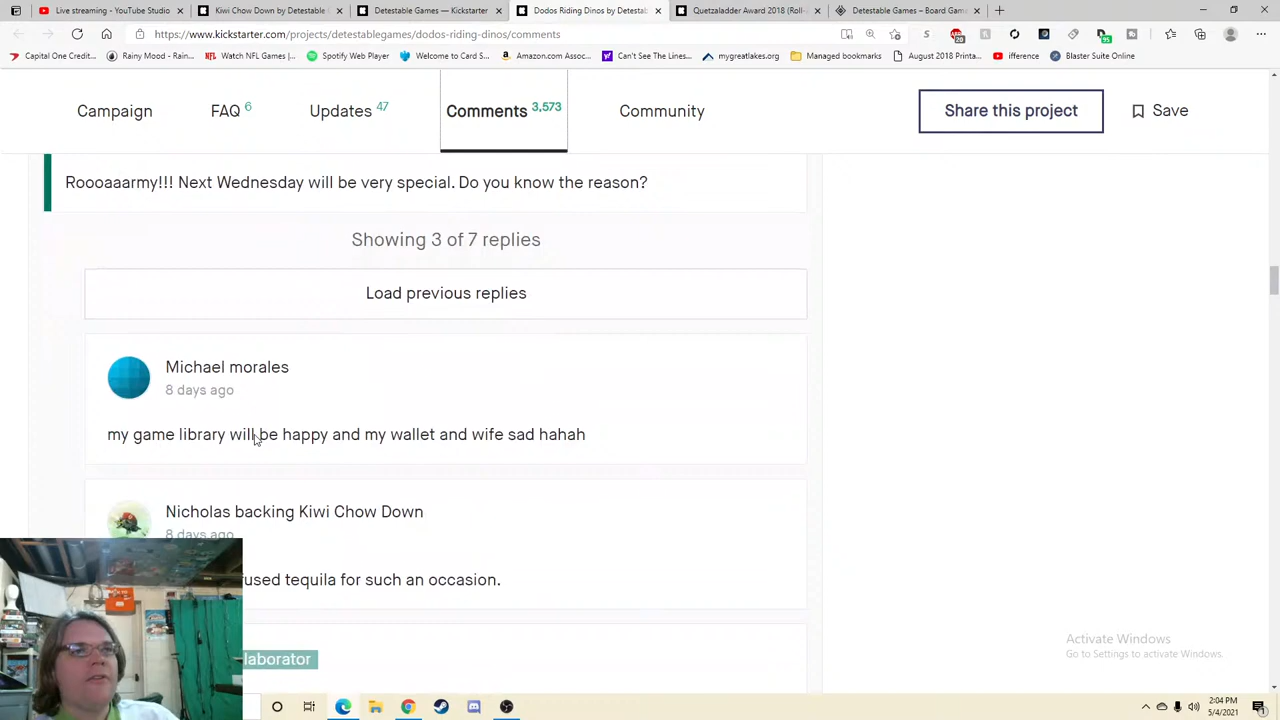 Live streaming - YouTube Studio
Kiwi Chow Down by Detestable G
Detestable Games — Kickstarter
Dodos Riding Dinos by Detestab
Quetzaladder Award 2018 (Roll-
Detestable Games – Board Game
https://www.kickstarter.com/projects/detestablegames/dodos-riding-dinos/comments
Capital One Credit...
Rainy Mood - Rain...
Watch NFL Games |...
Spotify Web Player
Welcome to Card S...
Amazon.com Assoc...
Can't See The Lines...
mygreatlakes.org
Managed bookmarks
August 2018 Printa...
ifference
Blaster Suite Online
Campaign
FAQ 6
Updates 47
Comments 3,573
Community
Share this project
Save
Roooaaarmy!!! Next Wednesday will be very special. Do you know the reason?
Showing 3 of 7 replies
Load previous replies
Michael morales
8 days ago
my game library will be happy and my wallet and wife sad hahah
Nicholas backing Kiwi Chow Down
8 days ago
fused tequila for such an occasion.
laborator
Activate Windows
Go to Settings to activate Windows.
2:04 PM
5/4/2021